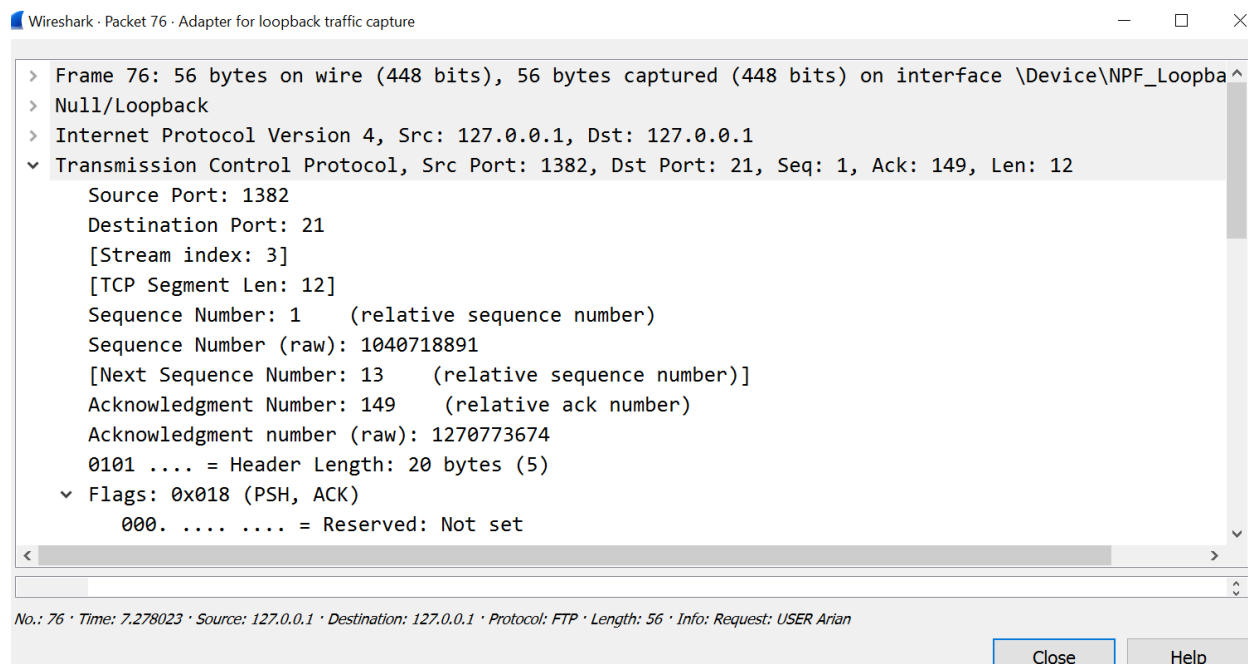 Wireshark · Packet 76 · Adapter for loopback traffic capture
Frame 76: 56 bytes on wire (448 bits), 56 bytes captured (448 bits) on interface \Device\NPF_Loopba
Null/Loopback
Internet Protocol Version 4, Src: 127.0.0.1, Dst: 127.0.0.1
Transmission Control Protocol, Src Port: 1382, Dst Port: 21, Seq: 1, Ack: 149, Len: 12
Source Port: 1382
Destination Port: 21
[Stream index: 3]
[TCP Segment Len: 12]
Sequence Number: 1    (relative sequence number)
Sequence Number (raw): 1040718891
[Next Sequence Number: 13    (relative sequence number)]
Acknowledgment Number: 149    (relative ack number)
Acknowledgment number (raw): 1270773674
0101 .... = Header Length: 20 bytes (5)
Flags: 0x018 (PSH, ACK)
000. .... .... = Reserved: Not set
No.: 76 · Time: 7.278023 · Source: 127.0.0.1 · Destination: 127.0.0.1 · Protocol: FTP · Length: 56 · Info: Request: USER Arian
Close Help